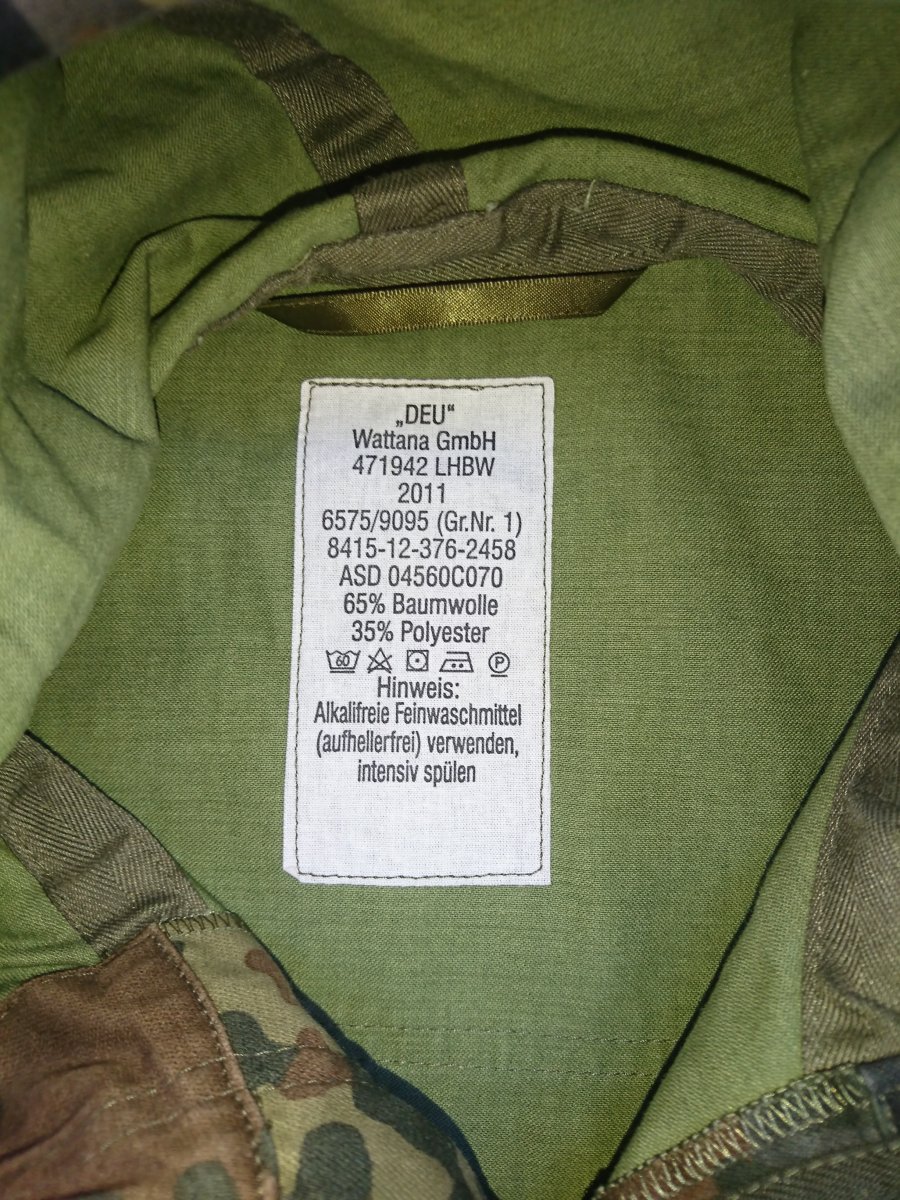 „DEU“
Wattana GmbH
471942 LHBW
2011
6575/9095 (Gr.Nr. 1)
8415-12-376-2458
ASD 04560C070
65% Baumwolle
35% Polyester
60 P
Hinweis:
Alkalifreie Feinwaschmittel
(aufhellerfrei) verwenden,
intensiv spülen